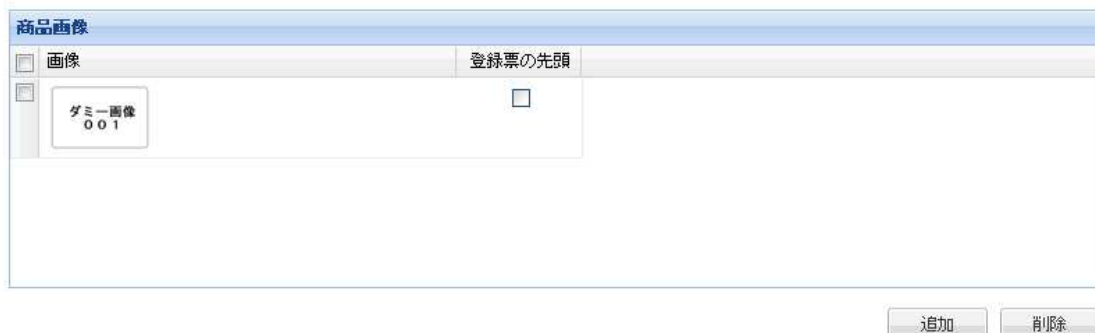 商品画像
画像 登録票の先頭
ダミー画像
００１
追加 削除